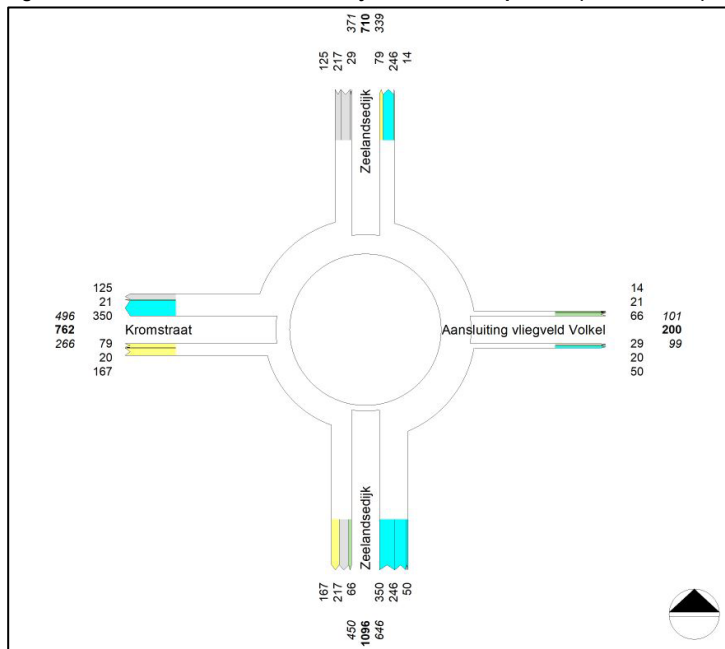 371 710 339
125 217 29 79 246 14
Zeelandsedijk
125
21
496 350
762 Kromstraat
266 79
20
167
14
21
66 101
Aansluiting vliegveld Volkel 200
29 99
20
50
Zeelandsedijk
167 217 66 350 246 50
450 1096 646